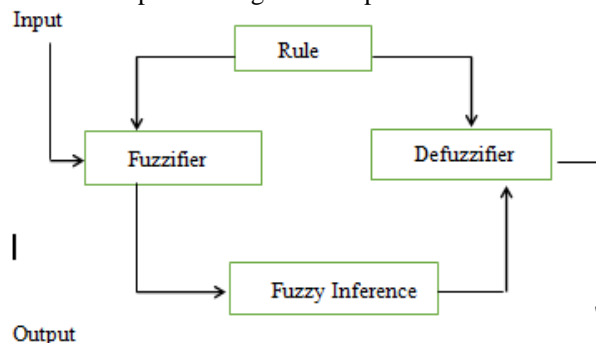 Input
Rule
Fuzzifier
Defuzzifier
Fuzzy Inference
Output